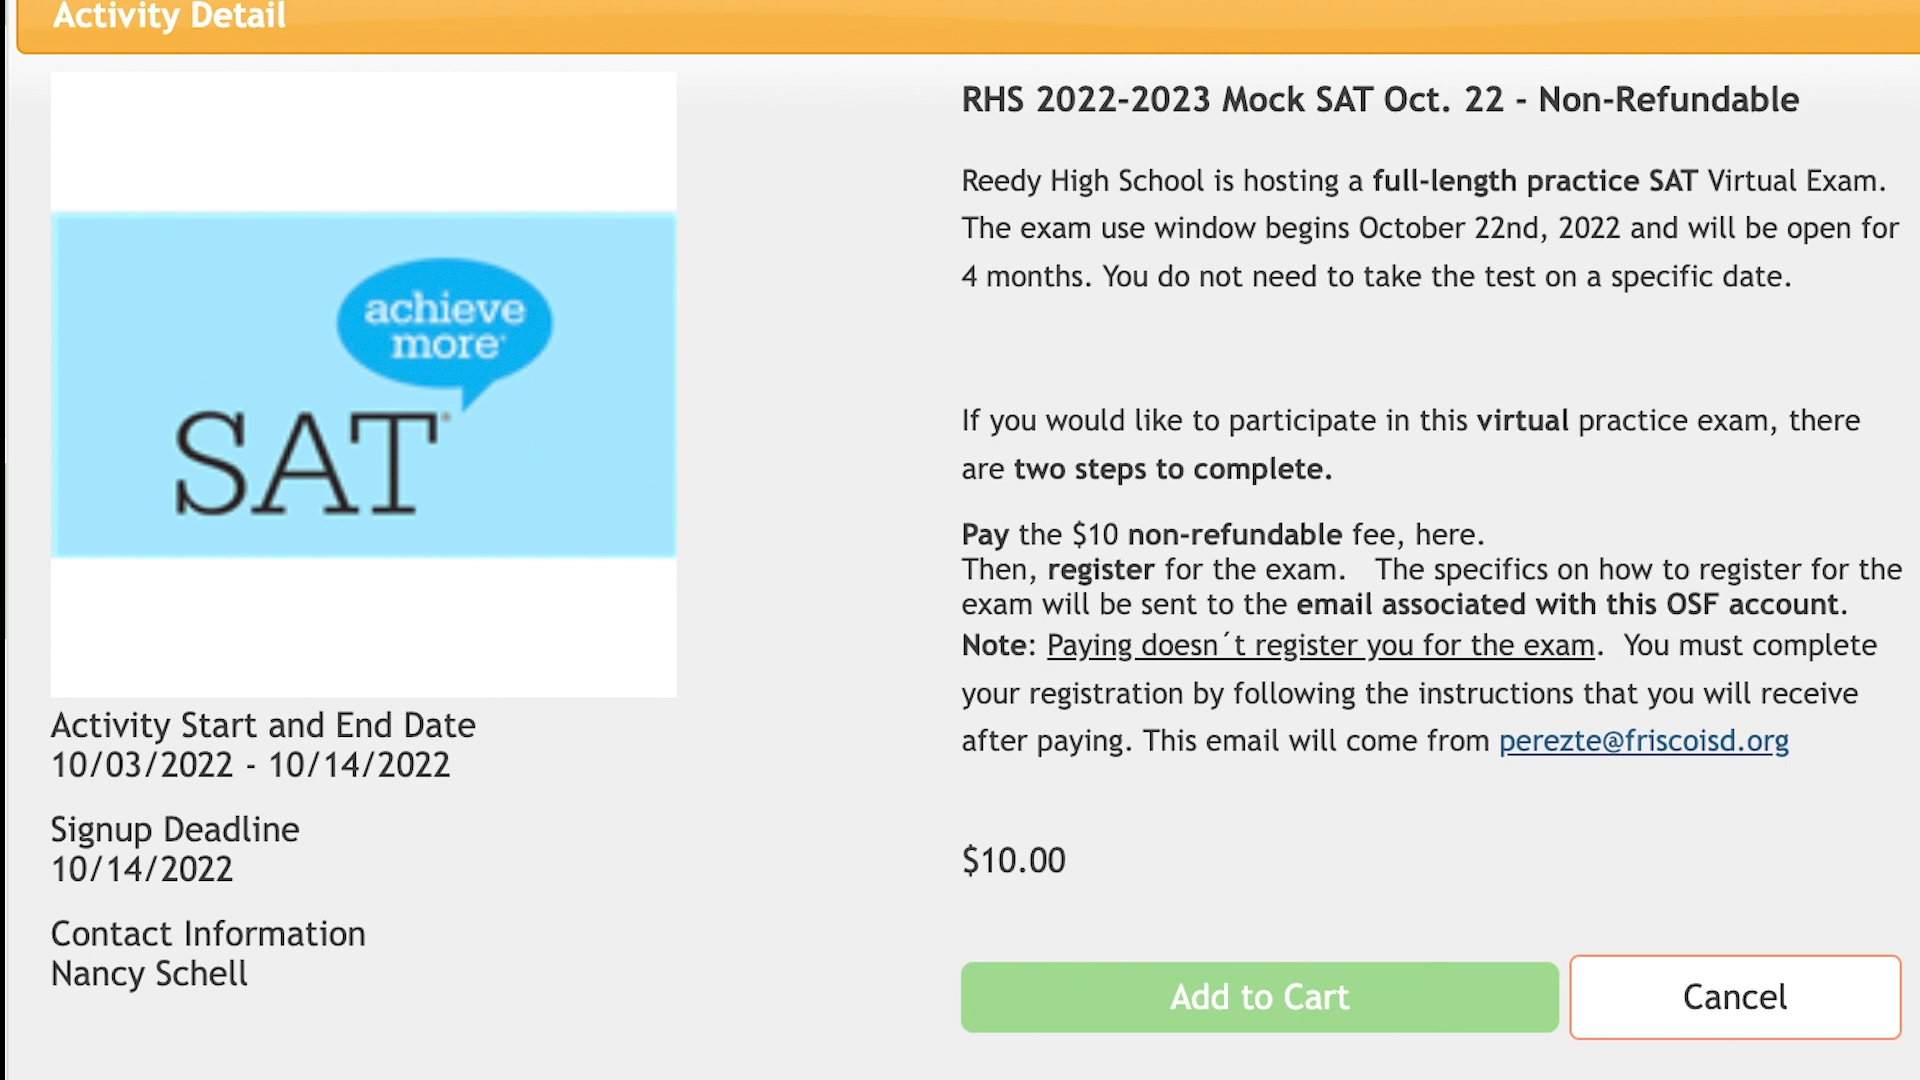 Activity Detail
achieve
more
SAT
Activity Start and End Date
10/03/2022 - 10/14/2022
Signup Deadline
10/14/2022
Contact Information
Nancy Schell
RHS 2022-2023 Mock SAT Oct. 22 - Non-Refundable
Reedy High School is hosting a full-length practice SAT Virtual Exam.
The exam use window begins October 22nd, 2022 and will be open for
4 months. You do not need to take the test on a specific date.
If you would like to participate in this virtual practice exam, there
are two steps to complete.
Pay the $10 non-refundable fee, here.
Then, register for the exam.   The specifics on how to register for the
exam will be sent to the email associated with this OSF account.
Note: Paying doesn´t register you for the exam.  You must complete
your registration by following the instructions that you will receive
after paying. This email will come from perezte@friscoisd.org
$10.00
Add to Cart
Cancel